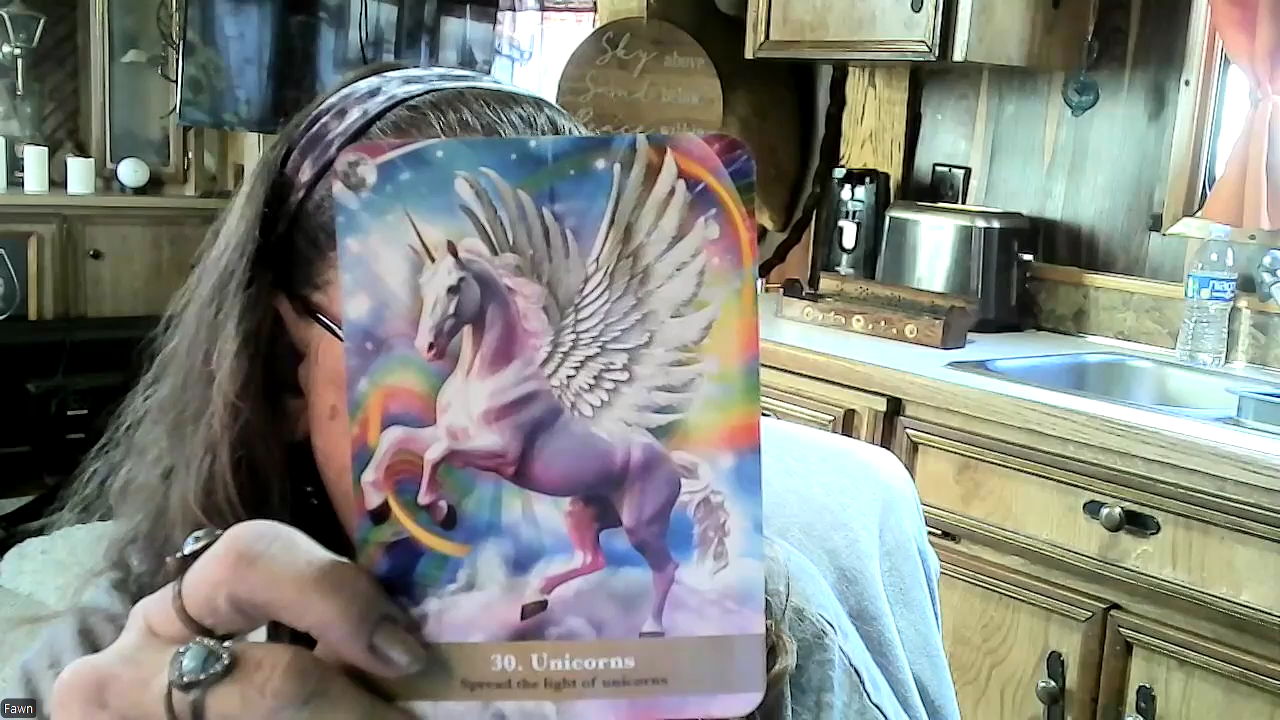 Sky above
Sand below
30. Unicorns
Spread the light of unicorns
Fawn